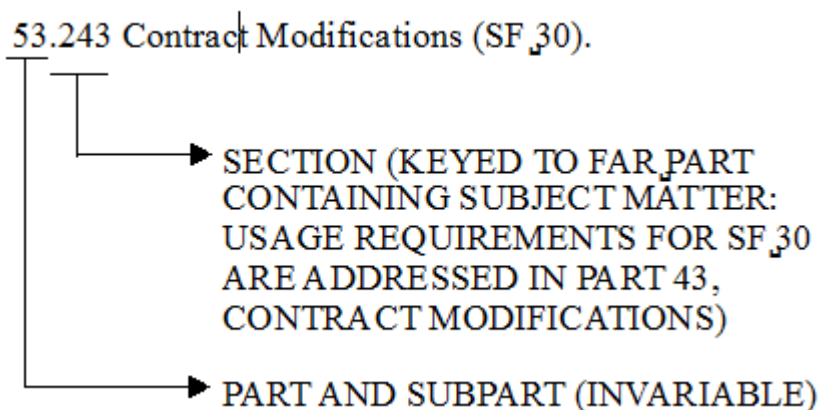 53.243 Contract Modifications (SF 30).
SECTION (KEYED TO FAR PART
CONTAINING SUBJECT MATTER:
USAGE REQUIREMENTS FOR SF 30
ARE ADDRESSED IN PART 43,
CONTRACT MODIFICATIONS)
PART AND SUBPART (INVARIABLE)